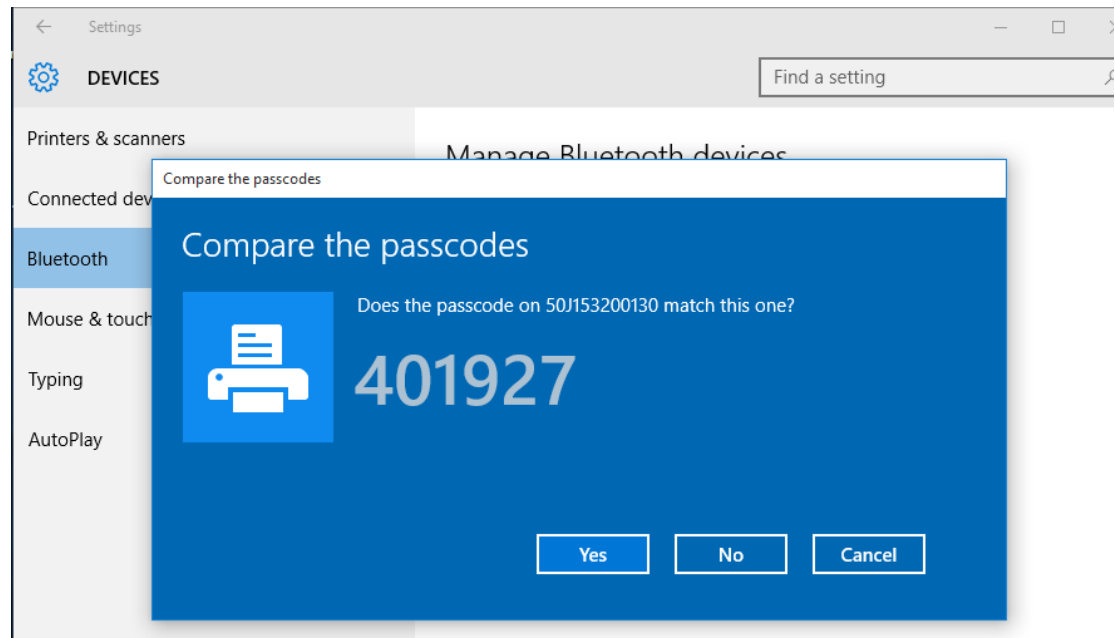 Settings
DEVICES
Find a setting
Printers & scanners
Manage Bluetooth devices
Compare the passcodes
Connected dev
Bluetooth
Compare the passcodes
Does the passcode on 50J153200130 match this one?
401927
Mouse & touch
Typing
AutoPlay
Yes No Cancel